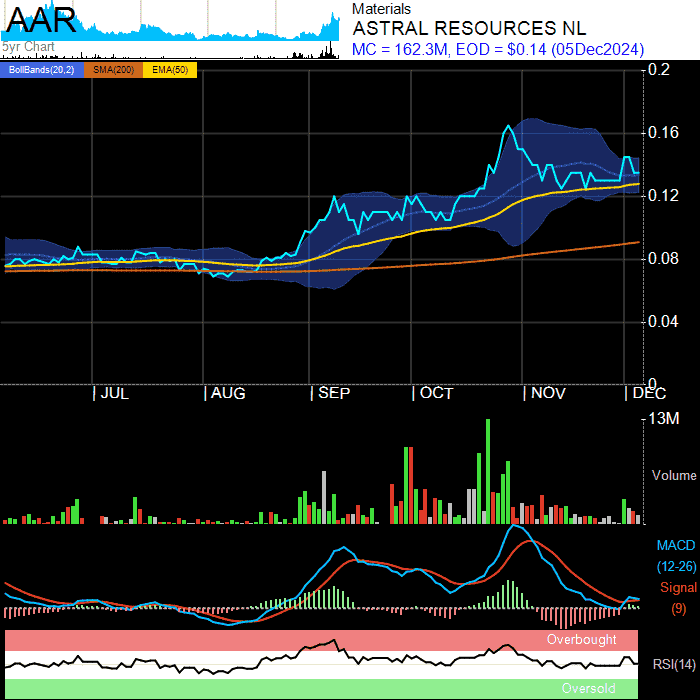 AAR
5yr Chart
Materials
ASTRAL RESOURCES NL
MC = 162.3M, EOD = $0.14 (05Dec2024)
BollBands(20,2) SMA(200) EMA(50)
0.2
0.16
0.12
0.08
0.04
0
JUL AUG SEP OCT NOV DEC
13M
Volume
MACD
(12-26)
Signal
(9)
Overbought
RSI(14)
Oversold